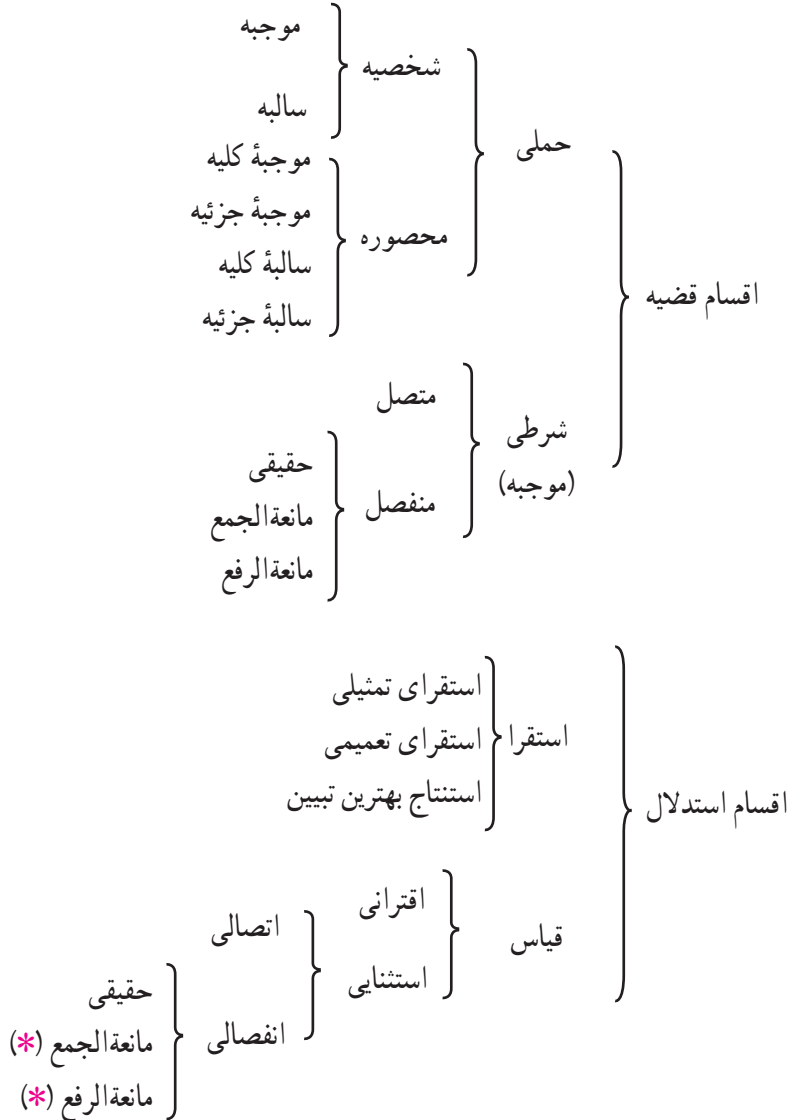 اقسام قضیه
حملی
شخصیه
موجبه
سالبه
محصوره
موجبهٔ کلیه
موجبهٔ جزئیه
سالبهٔ کلیه
سالبهٔ جزئیه
شرطی
(موجبه)
متصل
منفصل
حقیقی
مانعةالجمع
مانعةالرفع
اقسام استدلال
استقرا
استقرای تمثیلی
استقرای تعمیمی
استنتاج بهترین تبیین
قیاس
اقترانی
استثنایی
اتصالی
انفصالی
حقیقی
مانعةالجمع (*)
مانعةالرفع (*)